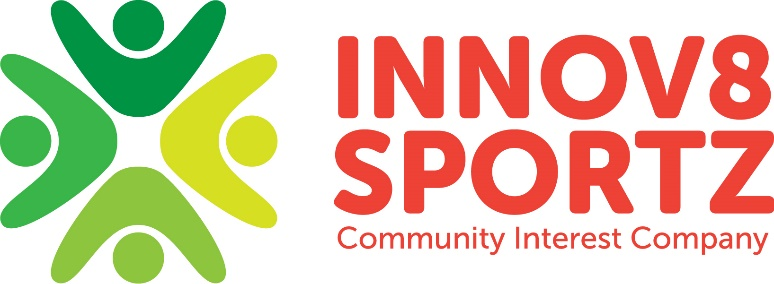 INNOV8
SPORTZ
Community Interest Company